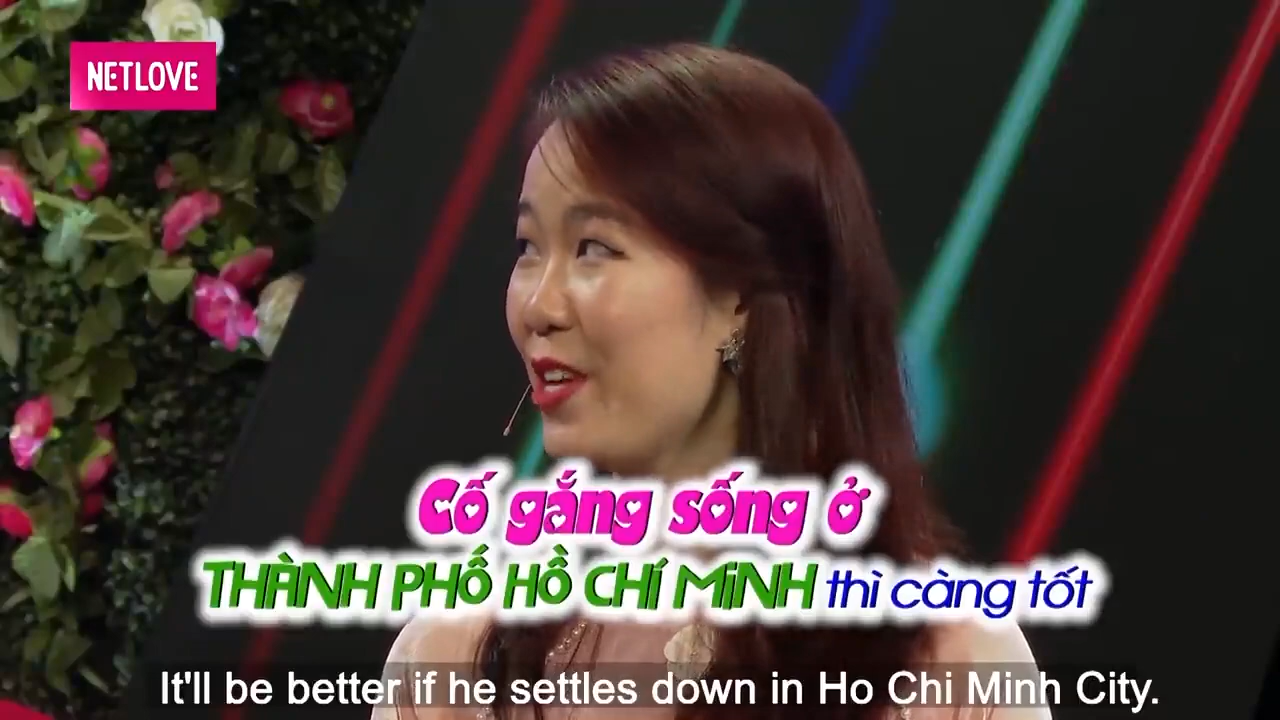 NETLOVE
Cố gắng sống ở
THÀNH PHỐ HỒ CHÍ MINH thì càng tốt
It'll be better if he settles down in Ho Chi Minh City.